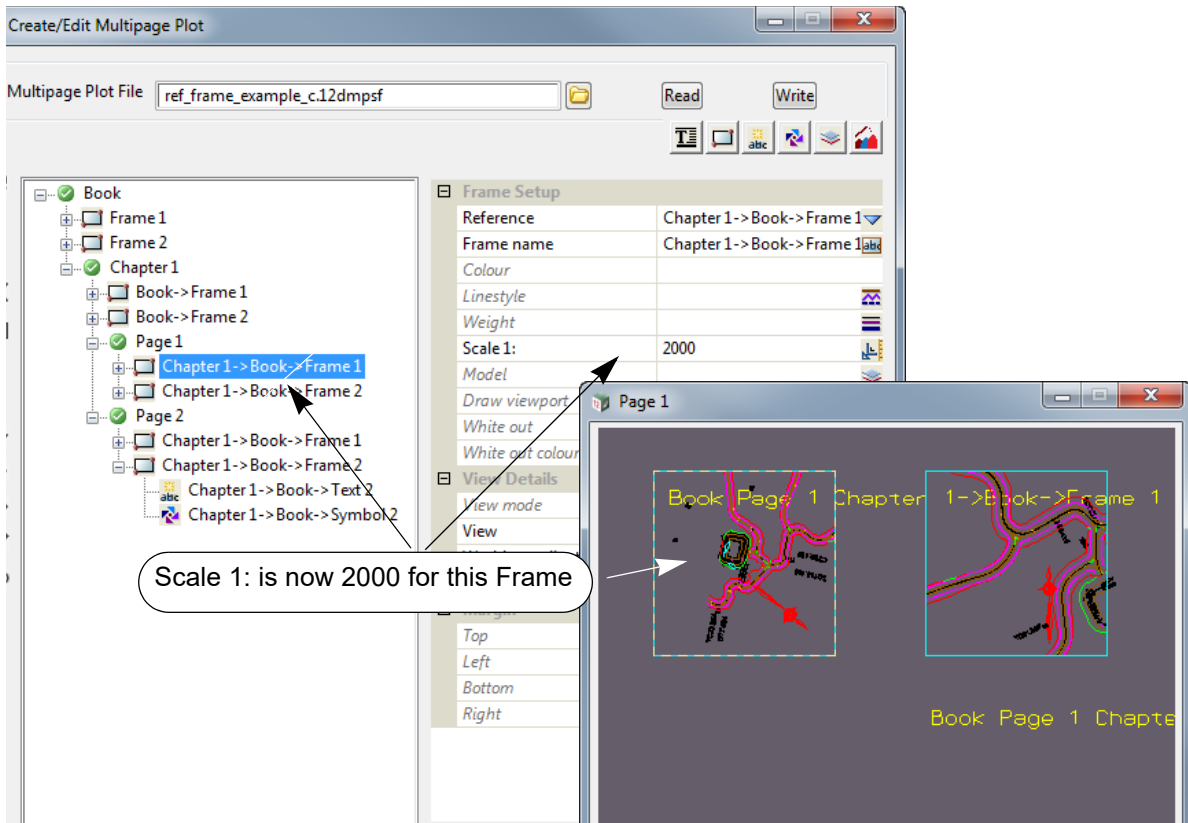 Create/Edit Multipage Plot
Multipage Plot File ref_frame_example_c.12dmpsf Read Write
Book
Frame 1
Frame 2
Chapter 1
Book->Frame 1
Book->Frame 2
Page 1
Chapter 1->Book->Frame 1
Chapter 1->Book->Frame 2
Page 2
Chapter 1->Book->Frame 1
Chapter 1->Book->Frame 2
abc Chapter 1->Book->Text 2
Chapter 1->Book->Symbol 2
Frame Setup
Reference Chapter 1->Book->Frame 1
Frame name Chapter 1->Book->Frame 1
Colour
Linestyle
Weight
Scale 1: 2000
Model
Draw viewport
White out
White out colour
View Details
View mode
View
Margin
Top
Left
Bottom
Right
Scale 1: is now 2000 for this Frame
Page 1
Book Page 1 Chapter 1->Book->Frame 1
Book Page 1 Chapte